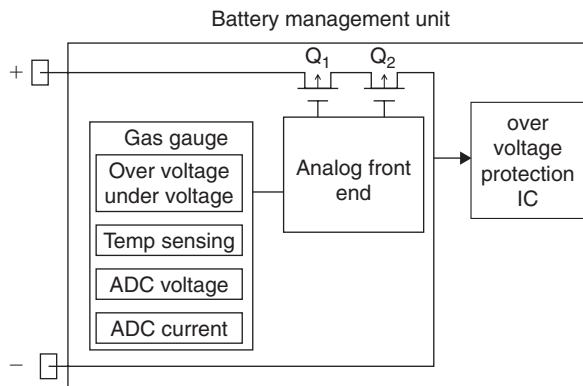 Battery management unit
+
Q1 Q2
Gas gauge
Over voltage
under voltage
Temp sensing
ADC voltage
ADC current
Analog front
end
over
voltage
protection
IC
−